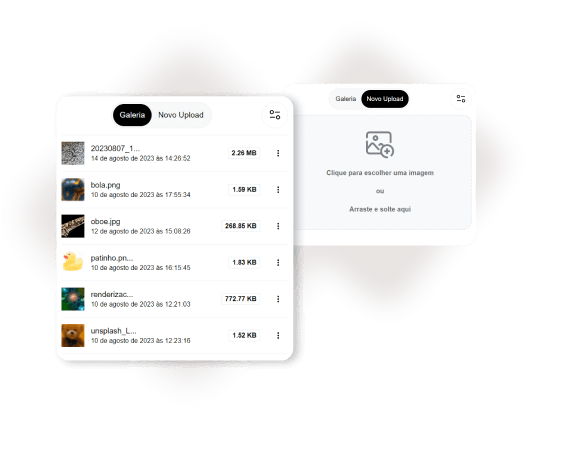 Galeria
Novo Upload
20230807_1...
14 de agosto de 2023 às 14:26:52
2.26 MB
bola.png
10 de agosto de 2023 às 17:55:34
1.59 KB
oboe.jpg
12 de agosto de 2023 às 15:08:26
268.85 KB
patinho.pn...
10 de agosto de 2023 às 16:15:45
1.83 KB
renderizac...
10 de agosto de 2023 às 12:21:03
772.77 KB
unsplash_L...
10 de agosto de 2023 às 12:23:16
1.52 KB
Galeria
Novo Upload
Clique para escolher uma imagem
ou
Arraste e solte aqui